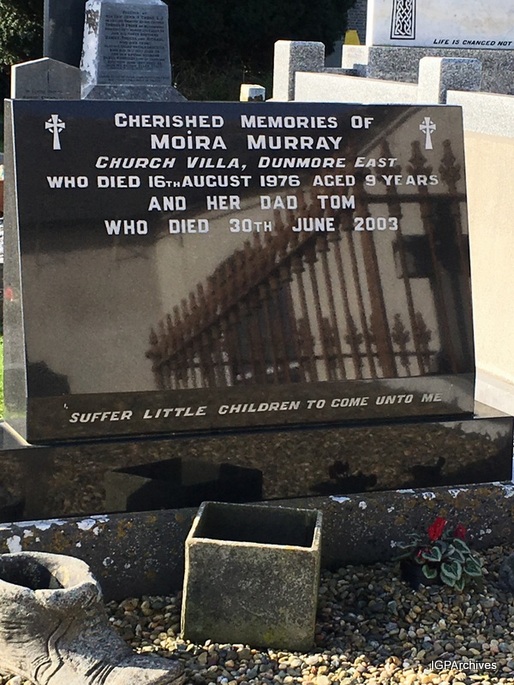 LIFE IS CHANGED NOT
CHERISHED MEMORIES OF
MOIRA MURRAY
CHURCH VILLA, DUNMORE EAST
WHO DIED 16TH AUGUST 1976 AGED 9 YEARS
AND HER DAD TOM
WHO DIED 30TH JUNE 2003
'SUFFER LITTLE CHILDREN TO COME UNTO ME
IGPArchives